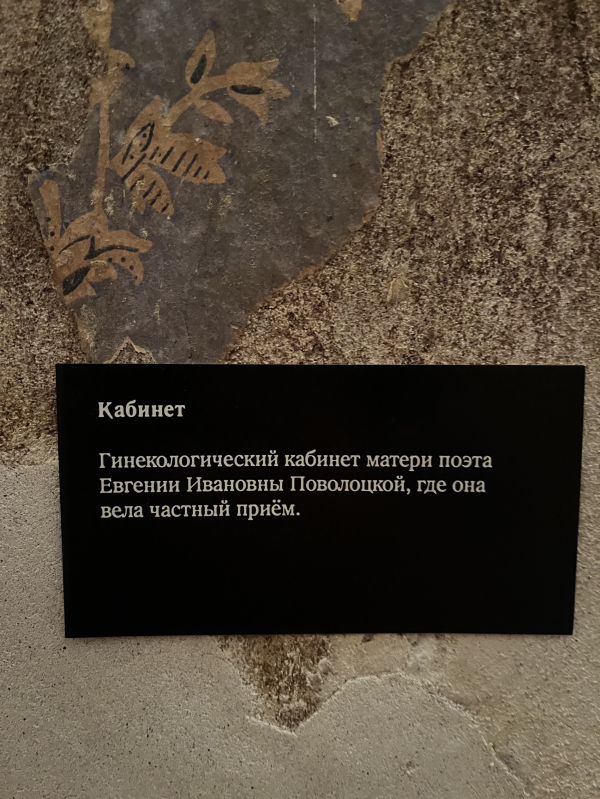 Кабинет
Гинекологический кабинет матери поэта
Евгении Ивановны Поволоцкой, где она
вела частный приём.